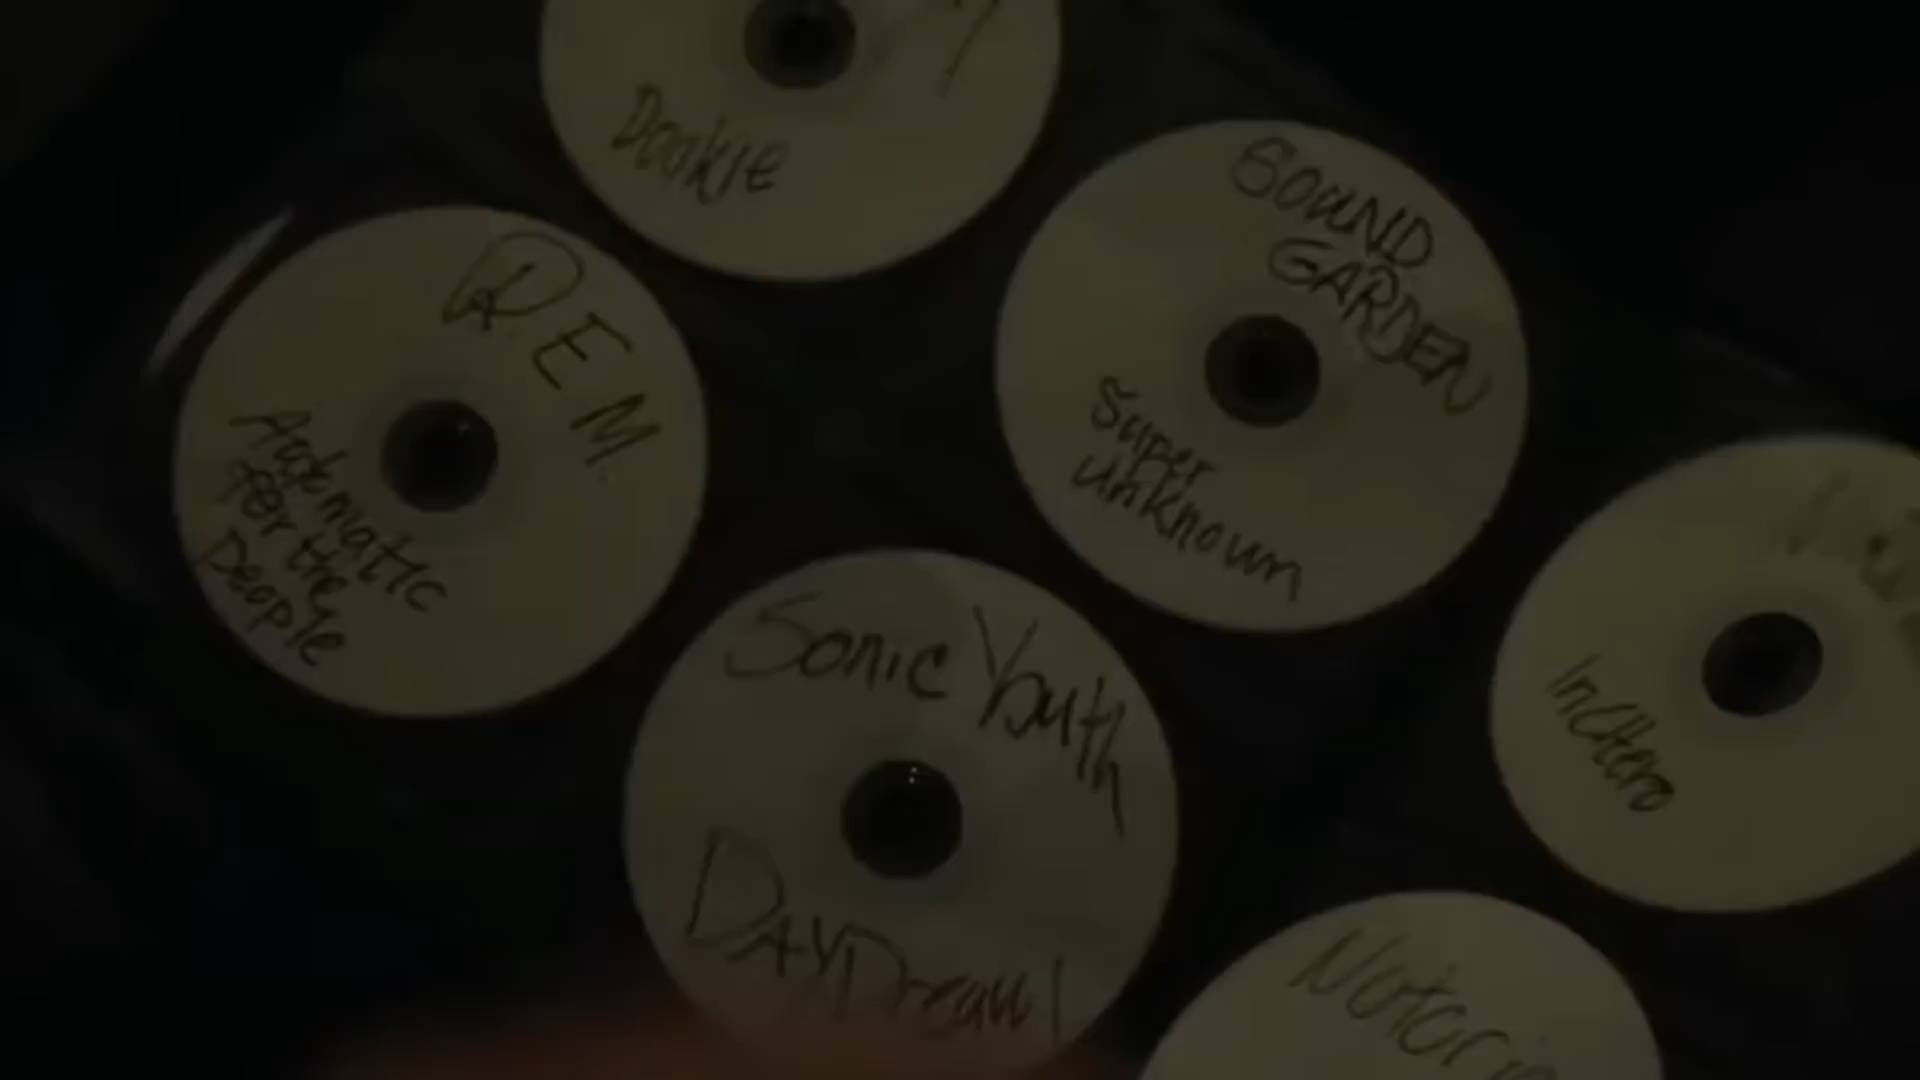 Dookie
SOUND
GARDEN
Super
Unknown
R.E.M.
Automatic
for the
people
Sonic Youth
DAYDream
In Utero